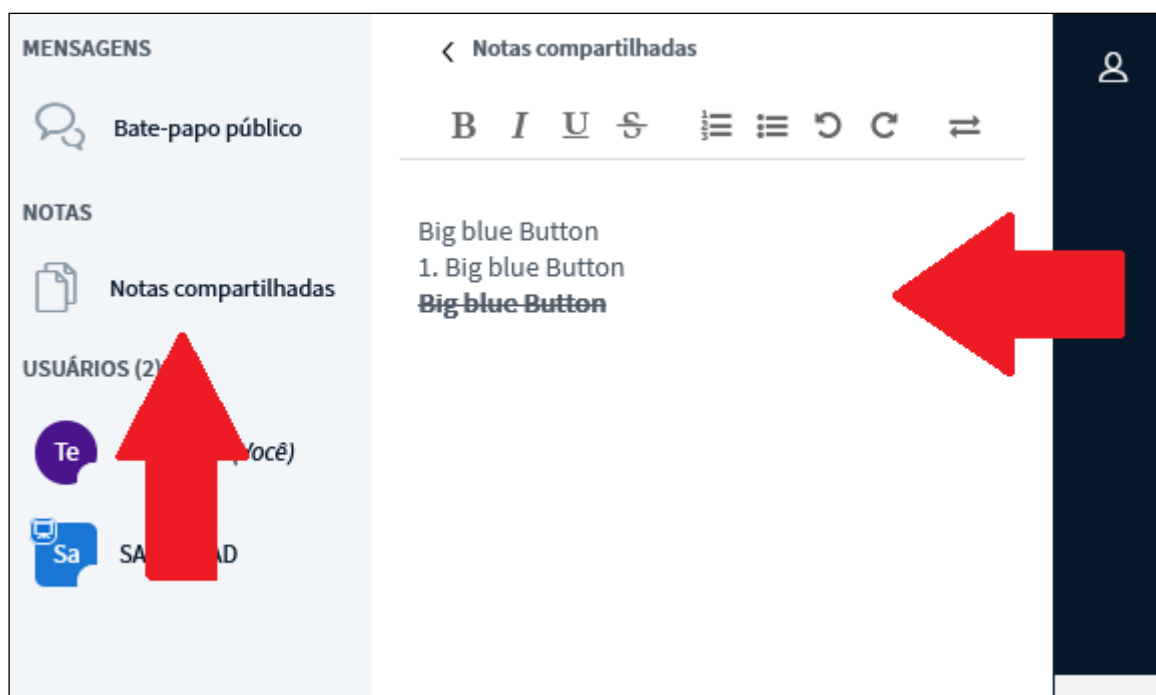 MENSAGENS
Bate-papo público
NOTAS
Notas compartilhadas
USUÁRIOS (2)
Te
Sa
Notas compartilhadas
B I U S
Big blue Button
1. Big blue Button
Big blue Button